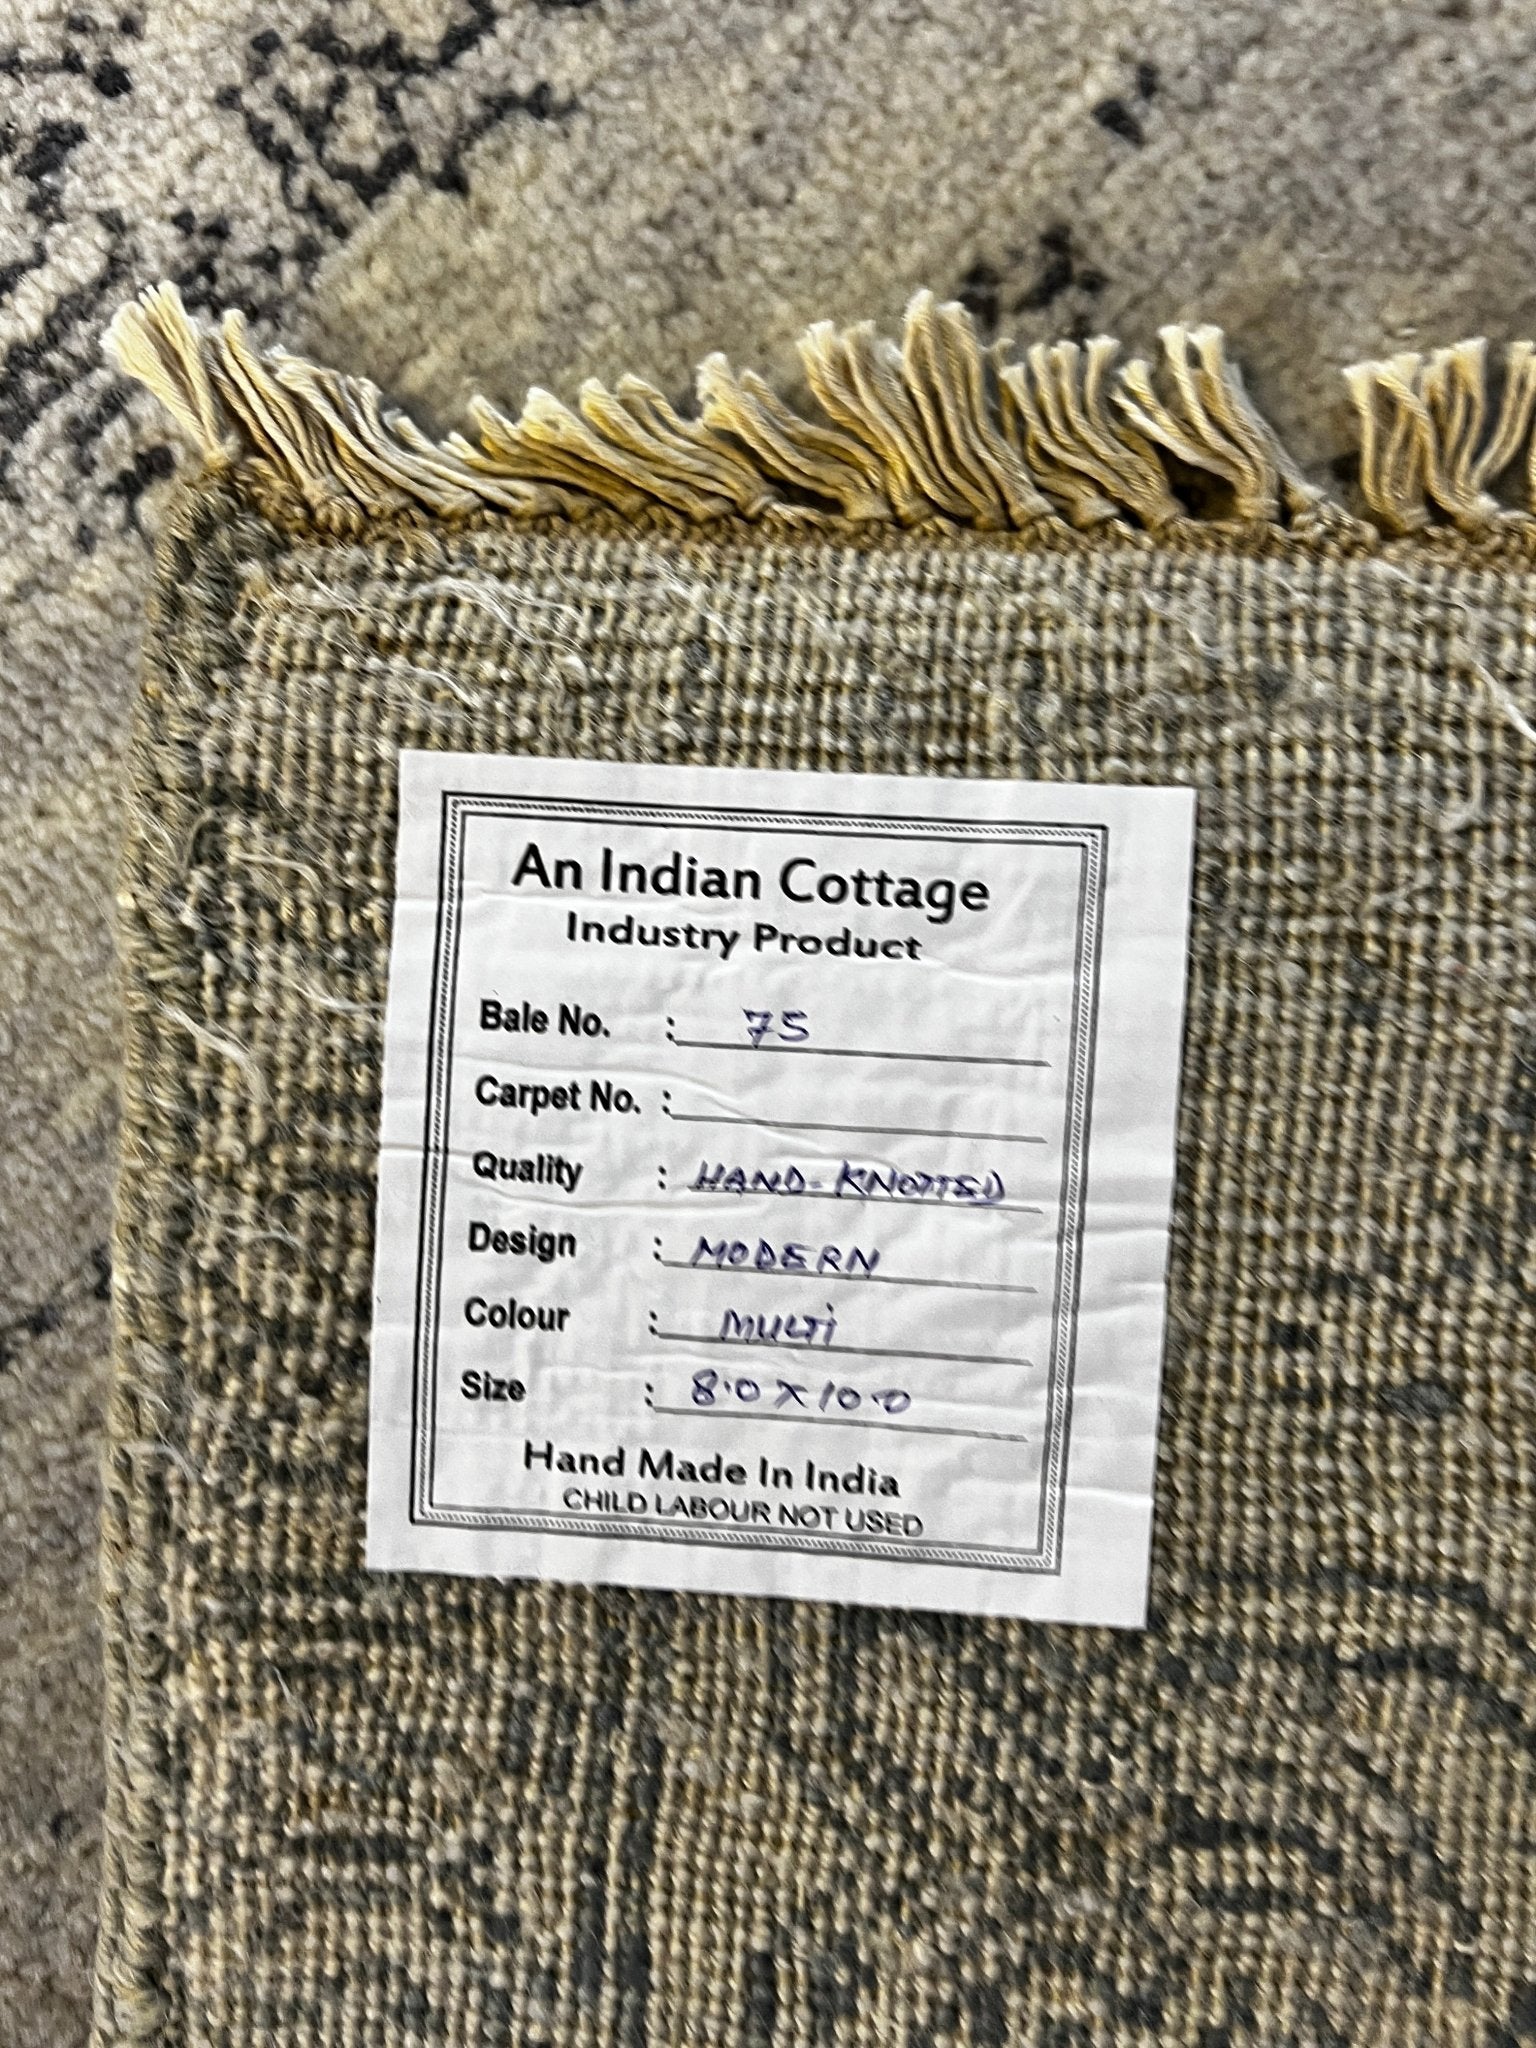 An Indian Cottage
Industry Product
Bale No. : 75
Carpet No. :
Quality : HAND-KNOTTED
Design : MODERN
Colour : MULTi
Size : 8.0 X 10.0
Hand Made In India
CHILD LABOUR NOT USED